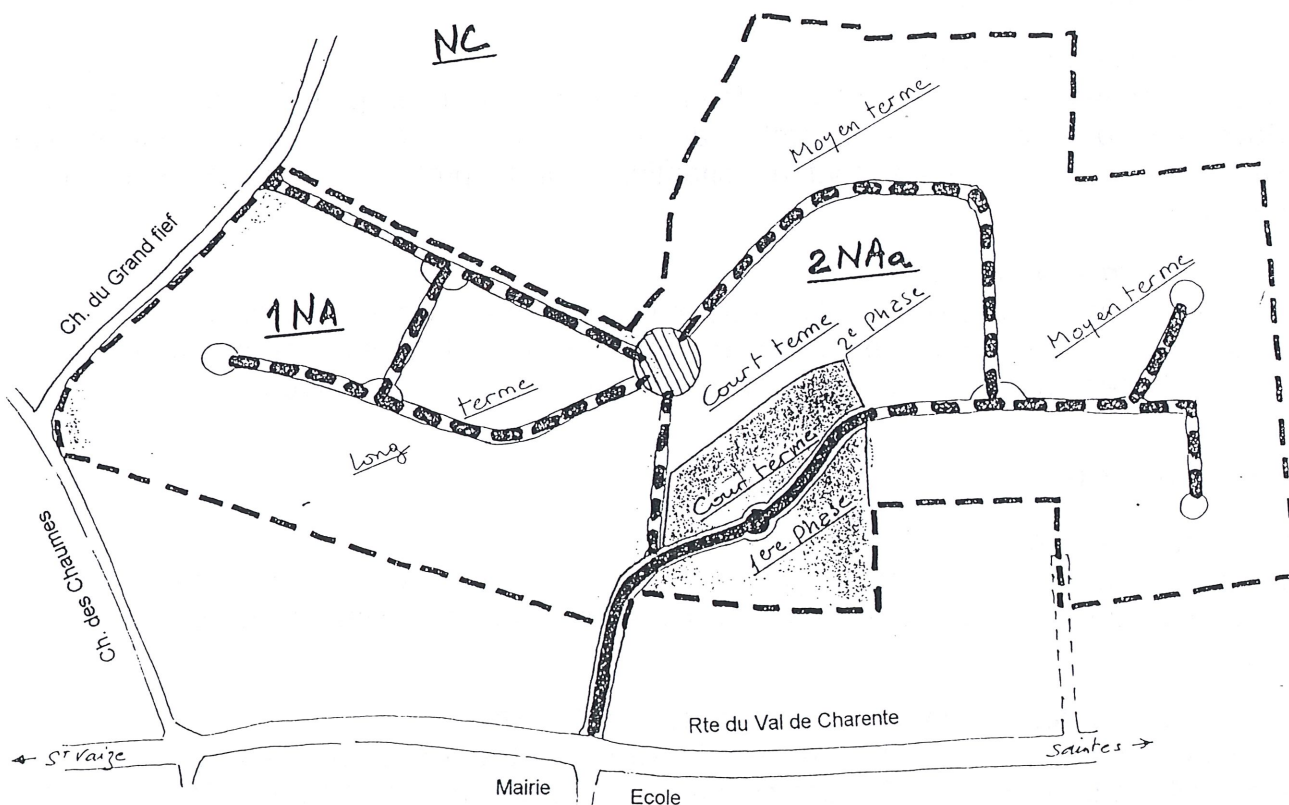 NC
Moyen terme
Ch. du Grand fief
2NAa
1NA
Moyen terme
Court terme
2e phase
long terme
Court terme
1ere phase
Ch. des Chaumes
Rte du Val de Charente
← St Vaize
Saintes →
Mairie
Ecole